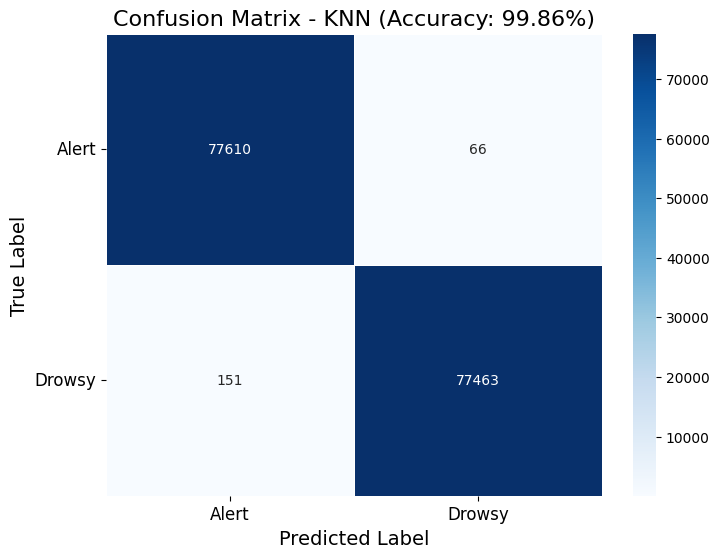 Confusion Matrix - KNN (Accuracy: 99.86%)
True Label
Alert
77610
66
Drowsy
151
77463
Alert
Drowsy
Predicted Label
70000
60000
50000
40000
30000
20000
10000